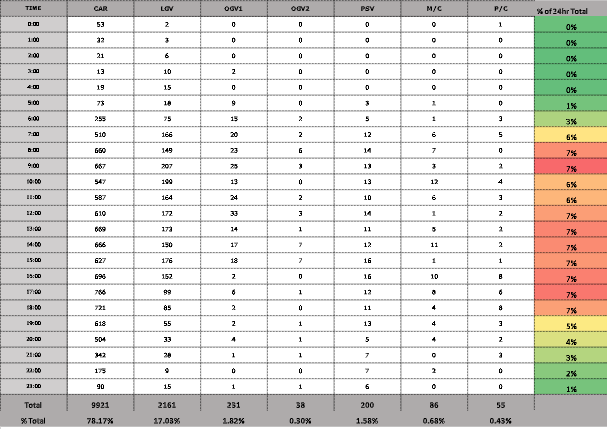 TIME CAR LGV OGV1 OGV2 PSV M/C P/C % of 24hr Total
0:00 53 2 0 0 0 0 1 0%
1:00 32 3 0 0 0 0 0 0%
2:00 21 6 0 0 0 0 0 0%
3:00 13 10 2 0 0 0 0 0%
4:00 19 15 0 0 0 0 0 0%
5:00 73 18 9 0 3 1 0 1%
6:00 255 75 15 2 5 1 3 3%
7:00 510 166 20 2 12 6 5 6%
8:00 660 149 23 6 14 7 0 7%
9:00 667 207 25 3 13 3 2 7%
10:00 547 199 13 0 13 12 4 6%
11:00 587 164 24 2 10 6 3 6%
12:00 610 172 33 3 14 1 2 7%
13:00 669 173 14 1 11 5 2 7%
14:00 666 150 17 7 12 11 2 7%
15:00 627 176 18 7 16 1 1 7%
16:00 696 152 2 0 16 10 8 7%
17:00 766 99 6 1 12 8 6 7%
18:00 721 85 2 0 11 4 8 7%
19:00 618 55 2 1 13 4 3 5%
20:00 504 33 4 1 5 4 2 4%
21:00 342 28 1 1 7 0 3 3%
22:00 175 9 0 0 7 2 0 2%
23:00 90 15 1 1 6 0 0 1%
Total 9921 2161 231 38 200 86 55
% Total 78.17% 17.03% 1.82% 0.30% 1.58% 0.68% 0.43%